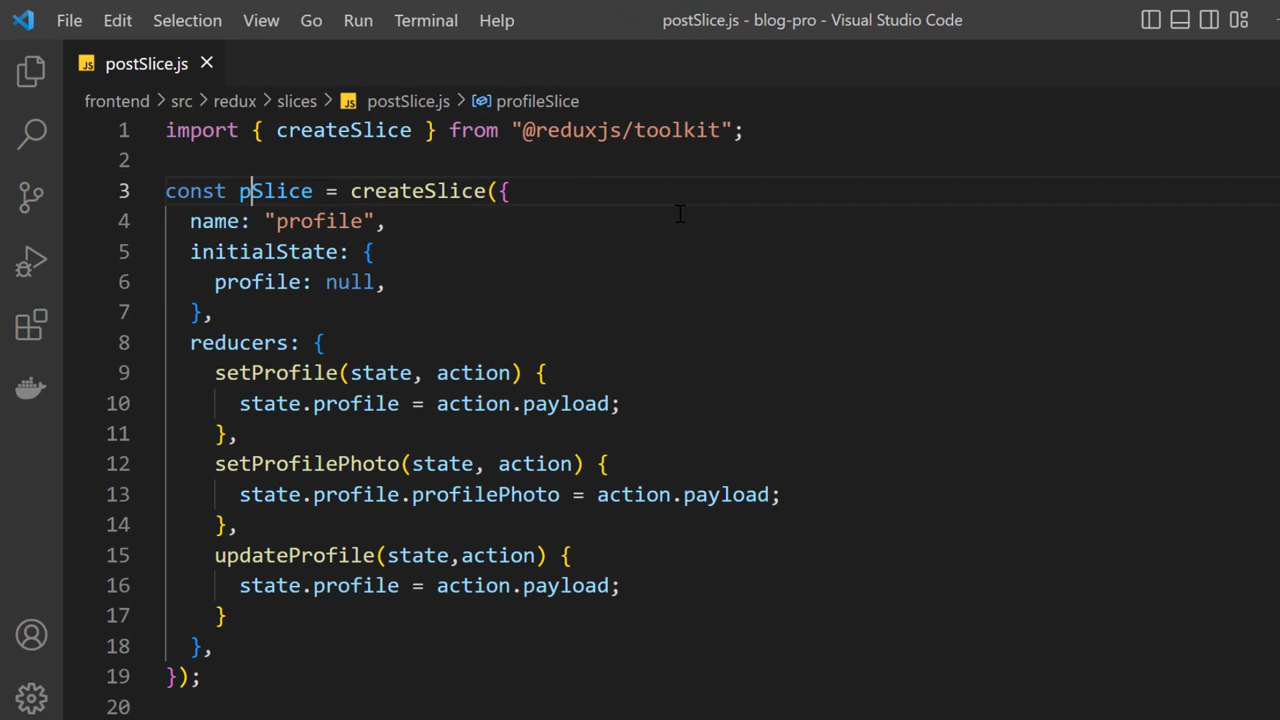 File Edit Selection View Go Run Terminal Help postSlice.js - blog-pro - Visual Studio Code
JS postSlice.js
frontend > src > redux > slices > JS postSlice.js > profileSlice
1 import { createSlice } from "@reduxjs/toolkit";
2
3 const pSlice = createSlice({
4 name: "profile",
5 initialState: {
6 profile: null,
7 },
8 reducers: {
9 setProfile(state, action) {
10 state.profile = action.payload;
11 },
12 setProfilePhoto(state, action) {
13 state.profile.profilePhoto = action.payload;
14 },
15 updateProfile(state,action) {
16 state.profile = action.payload;
17 }
18 },
19 });
20